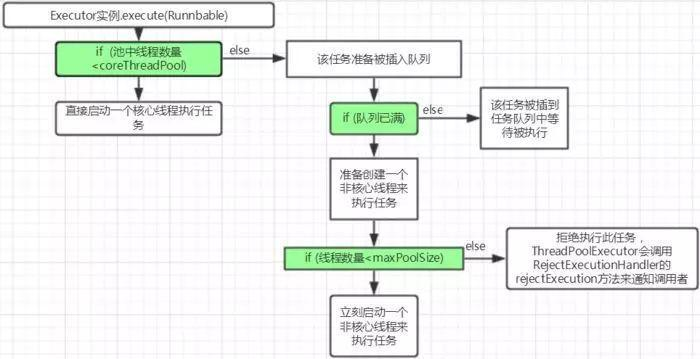 Executor实例.execute(Runnbable)
if (池中线程数量
<coreThreadPool)
else
该任务准备被插入队列
直接启动一个核心线程执行任
务
if (队列已满)
else
该任务被插到
任务队列中等
待被执行
准备创建一个
非核心线程来
执行任务
if (线程数量<maxPoolSize)
else
拒绝执行此任务，
ThreadPoolExecutor会调用
RejectExecutionHandler的
rejectExecution方法来通知调用者
立刻启动一个
非核心线程来
执行任务